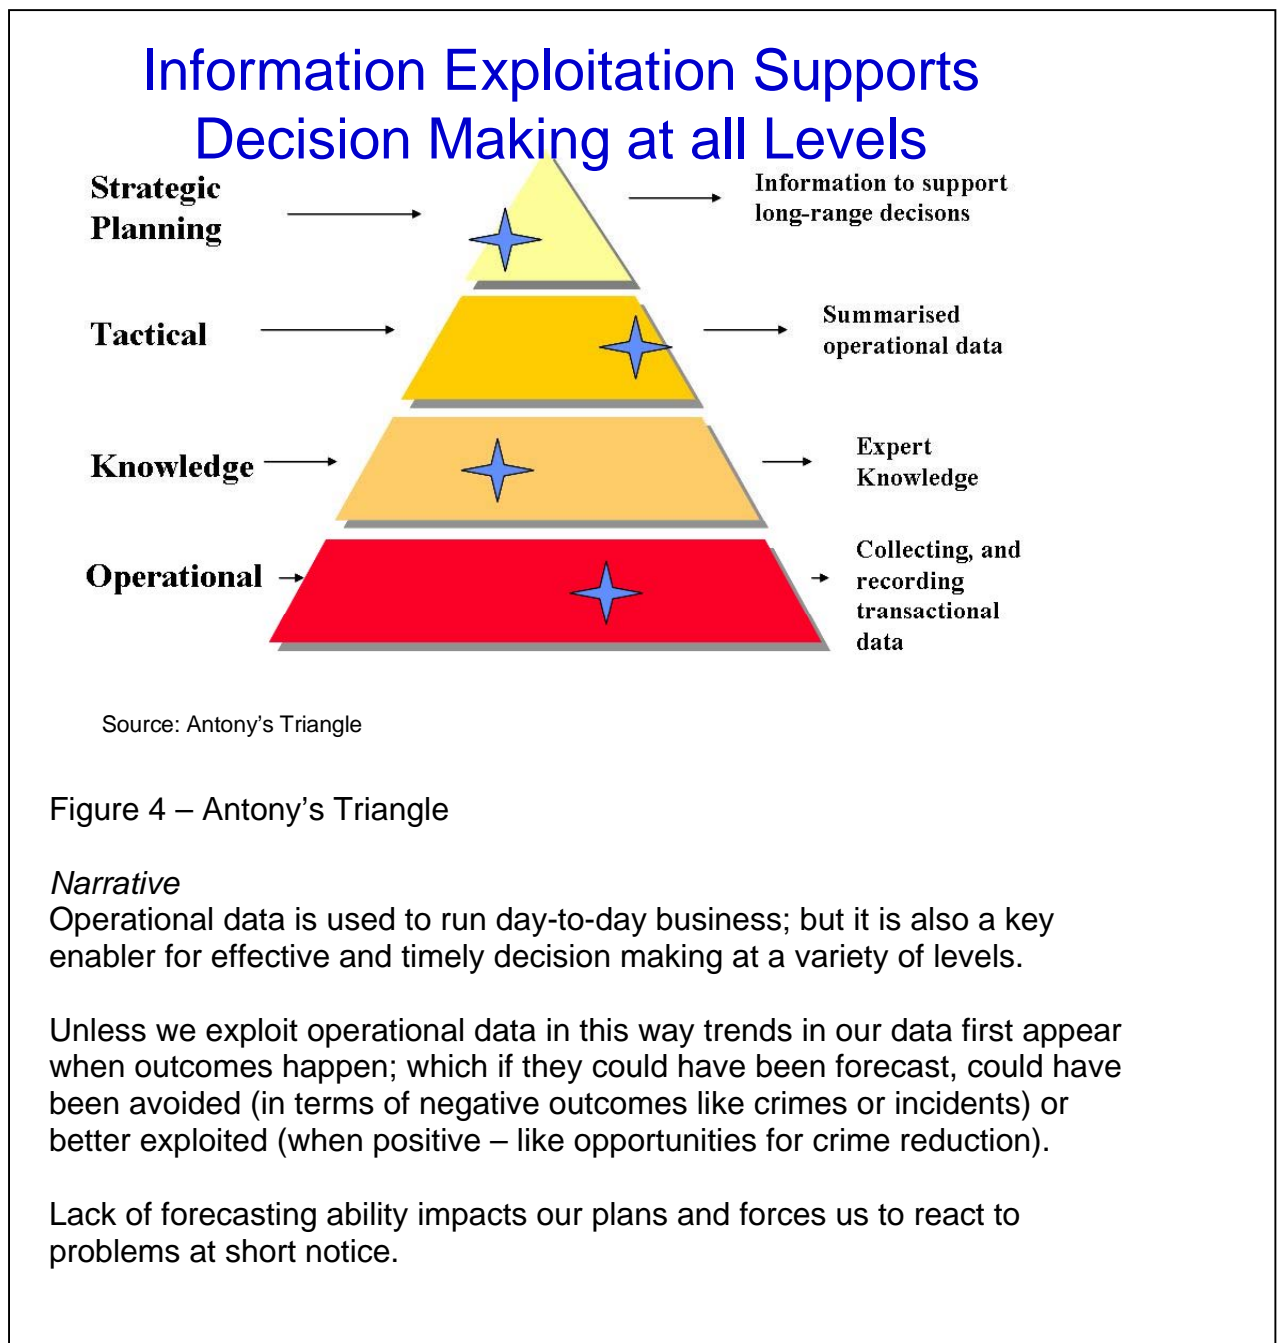 Information Exploitation Supports
Decision Making at all Levels
Strategic
Planning
Information to support
long-range decisons
Tactical
Summarised
operational data
Knowledge
Expert
Knowledge
Operational
Collecting, and
recording
transactional
data
Source: Antony's Triangle
Figure 4 – Antony's Triangle
Narrative
Operational data is used to run day-to-day business; but it is also a key
enabler for effective and timely decision making at a variety of levels.
Unless we exploit operational data in this way trends in our data first appear
when outcomes happen; which if they could have been forecast, could have
been avoided (in terms of negative outcomes like crimes or incidents) or
better exploited (when positive – like opportunities for crime reduction).
Lack of forecasting ability impacts our plans and forces us to react to
problems at short notice.